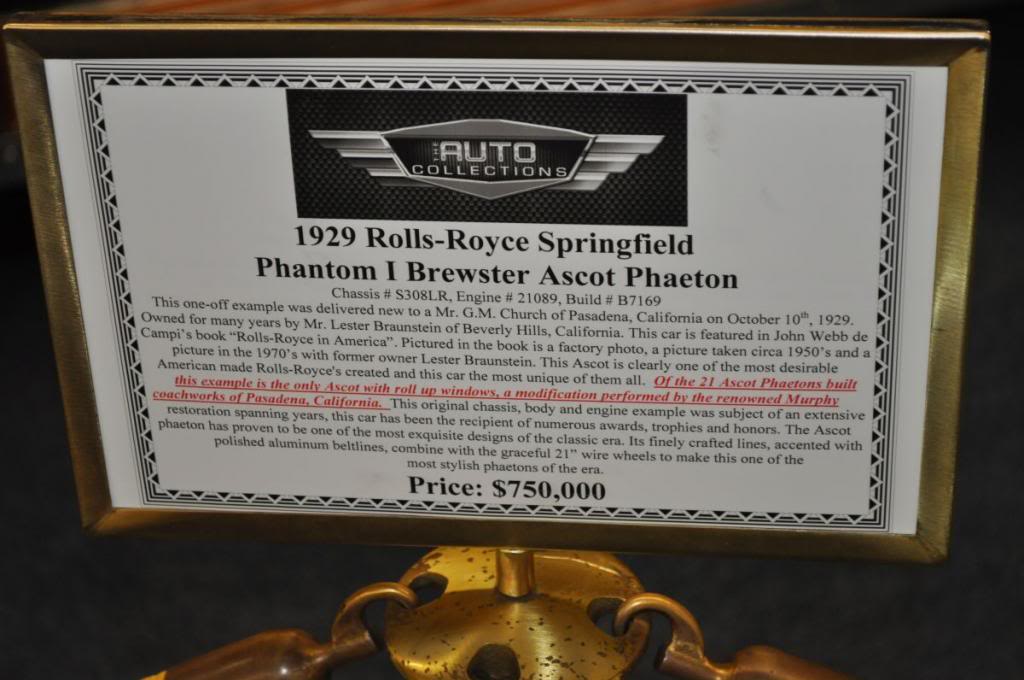 THE AUTO
COLLECTIONS
1929 Rolls-Royce Springfield
Phantom I Brewster Ascot Phaeton
Chassis # S308LR, Engine # 21089, Build # B7169
This one-off example was delivered new to a Mr. G.M. Church of Pasadena, California on October 10th, 1929.
Owned for many years by Mr. Lester Braunstein of Beverly Hills, California. This car is featured in John Webb de
Campi's book “Rolls-Royce in America”. Pictured in the book is a factory photo, a picture taken circa 1950's and a
picture in the 1970's with former owner Lester Braunstein. This Ascot is clearly one of the most desirable
American made Rolls-Royce's created and this car the most unique of them all. Of the 21 Ascot Phaetons built
this example is the only Ascot with roll up windows, a modification performed by the renowned Murphy
coachworks of Pasadena, California. This original chassis, body and engine example was subject of an extensive
restoration spanning years, this car has been the recipient of numerous awards, trophies and honors. The Ascot
phaeton has proven to be one of the most exquisite designs of the classic era. Its finely crafted lines, accented with
polished aluminum beltlines, combine with the graceful 21” wire wheels to make this one of the
most stylish phaetons of the era.
Price: $750,000